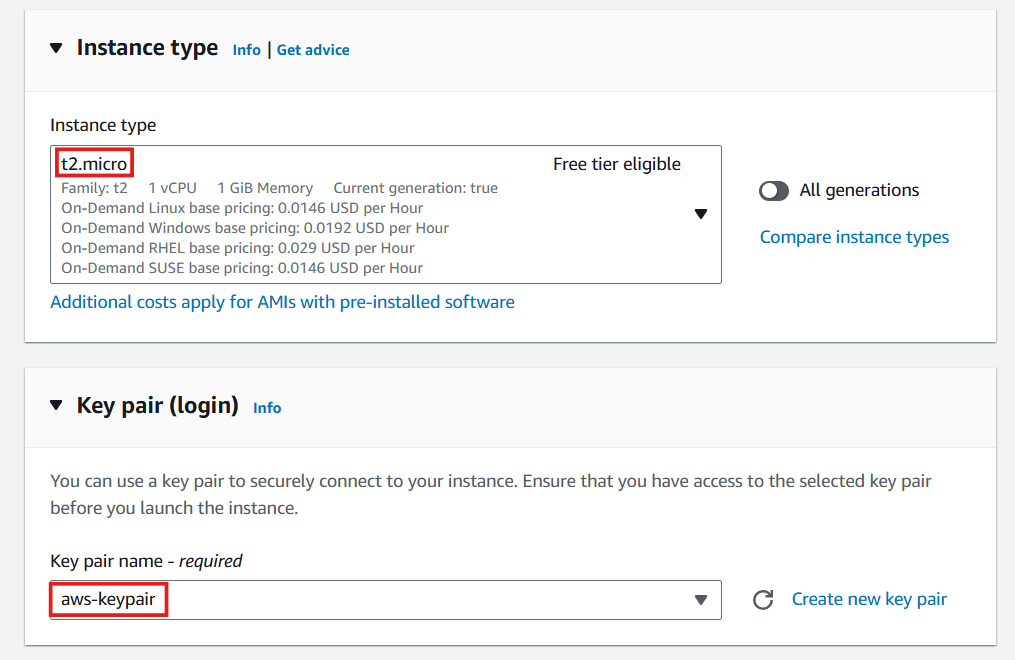 Instance type Info | Get advice
Instance type
t2.micro Free tier eligible
Family: t2 1 vCPU 1 GiB Memory Current generation: true
On-Demand Linux base pricing: 0.0146 USD per Hour
On-Demand Windows base pricing: 0.0192 USD per Hour
On-Demand RHEL base pricing: 0.029 USD per Hour
On-Demand SUSE base pricing: 0.0146 USD per Hour
All generations
Compare instance types
Additional costs apply for AMIs with pre-installed software
Key pair (login) Info
You can use a key pair to securely connect to your instance. Ensure that you have access to the selected key pair
before you launch the instance.
Key pair name - required
aws-keypair
Create new key pair